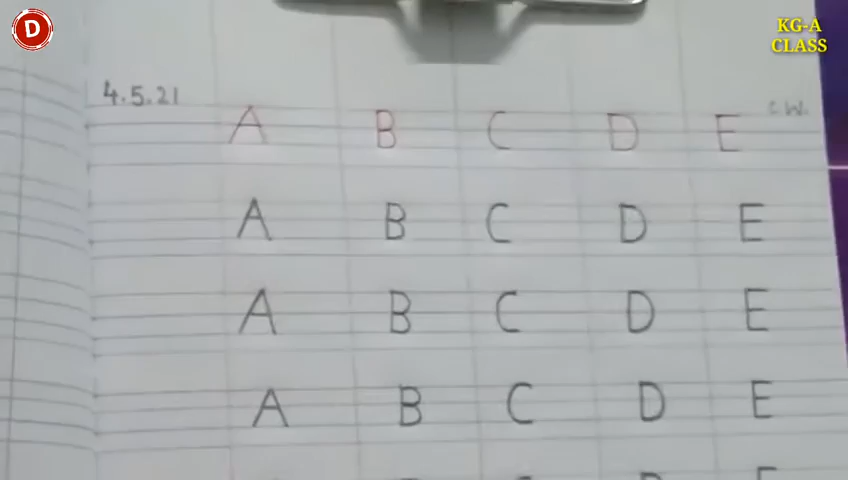 D
KG-A
CLASS
4.5.21
C.W.
A B C D E
A B C D E
A B C D E
A B C D E